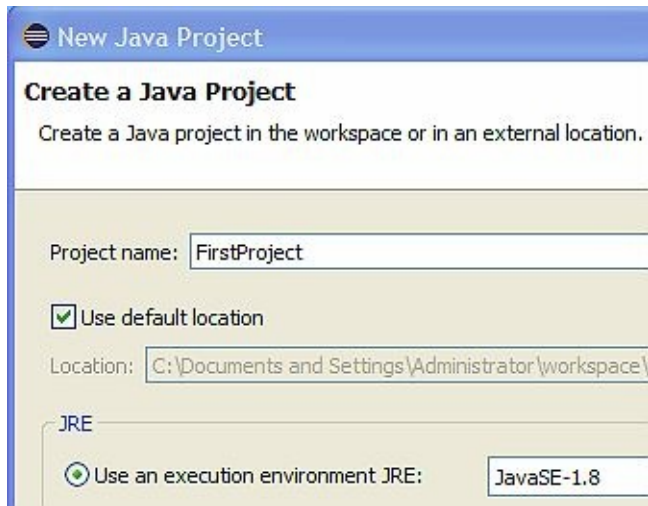 New Java Project
Create a Java Project
Create a Java project in the workspace or in an external location.
Project name: FirstProject
Use default location
Location: C:\Documents and Settings\Administrator\workspace\
JRE
Use an execution environment JRE: JavaSE-1.8